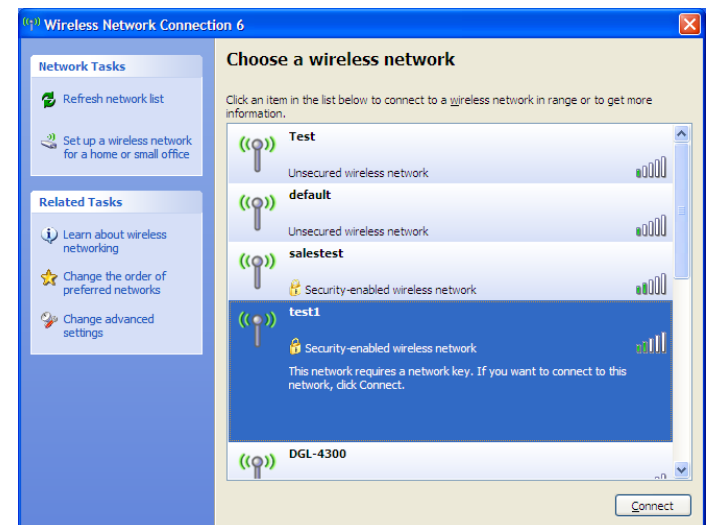 Wireless Network Connection 6
Network Tasks
Refresh network list
Set up a wireless network
for a home or small office
Related Tasks
Learn about wireless
networking
Change the order of
preferred networks
Change advanced
settings
Choose a wireless network
Click an item in the list below to connect to a wireless network in range or to get more
information.
Test
Unsecured wireless network
default
Unsecured wireless network
salestest
Security-enabled wireless network
test1
Security-enabled wireless network
This network requires a network key. If you want to connect to this
network, click Connect.
DGL-4300
Connect